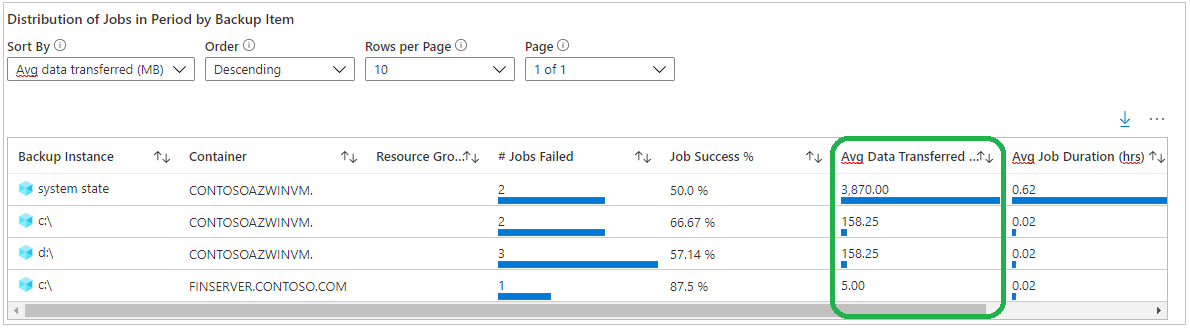 Distribution of Jobs in Period by Backup Item
Sort By Order Rows per Page Page
Avg data transferred (MB) Descending 10 1 of 1
Backup Instance Container Resource Gro... # Jobs Failed Job Success % Avg Data Transferred ... Avg Job Duration (hrs)
system state CONTOSOAZWINVM. 2 50.0 % 3,870.00 0.62
c:\ CONTOSOAZWINVM. 2 66.67 % 158.25 0.02
d:\ CONTOSOAZWINVM. 3 57.14 % 158.25 0.02
c:\ FINSERVER.CONTOSO.COM 1 87.5 % 5.00 0.02